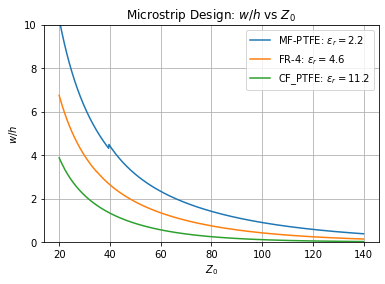 Microstrip Design: w/h vs Z₀
10
8
6
4
2
0
w/h
MF-PTFE: εᵣ = 2.2
FR-4: εᵣ = 4.6
CF_PTFE: εᵣ = 11.2
20 40 60 80 100 120 140
Z₀